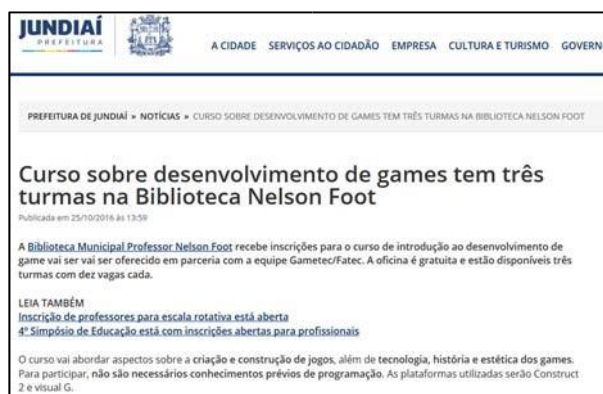 JUNDIAÍ
PREFEITURA
A CIDADE SERVIÇOS AO CIDADÃO EMPRESA CULTURA E TURISMO GOVERN
PREFEITURA DE JUNDIAÍ » NOTÍCIAS » CURSO SOBRE DESENVOLVIMENTO DE GAMES TEM TRÊS TURMAS NA BIBLIOTECA NELSON FOOT
Curso sobre desenvolvimento de games tem três
turmas na Biblioteca Nelson Foot
Publicada em 25/10/2016 às 13:59
A Biblioteca Municipal Professor Nelson Foot recebe inscrições para o curso de introdução ao desenvolvimento de
game vai ser vai ser oferecido em parceria com a equipe Gametec/Fatec. A oficina é gratuita e estão disponíveis três
turmas com dez vagas cada.
LEIA TAMBÉM
Inscrição de professores para escala rotativa está aberta
4º Simpósio de Educação está com inscrições abertas para profissionais
O curso vai abordar aspectos sobre a criação e construção de jogos, além de tecnologia, história e estética dos games.
Para participar, não são necessários conhecimentos prévios de programação. As plataformas utilizadas serão Construct
2 e visual G.